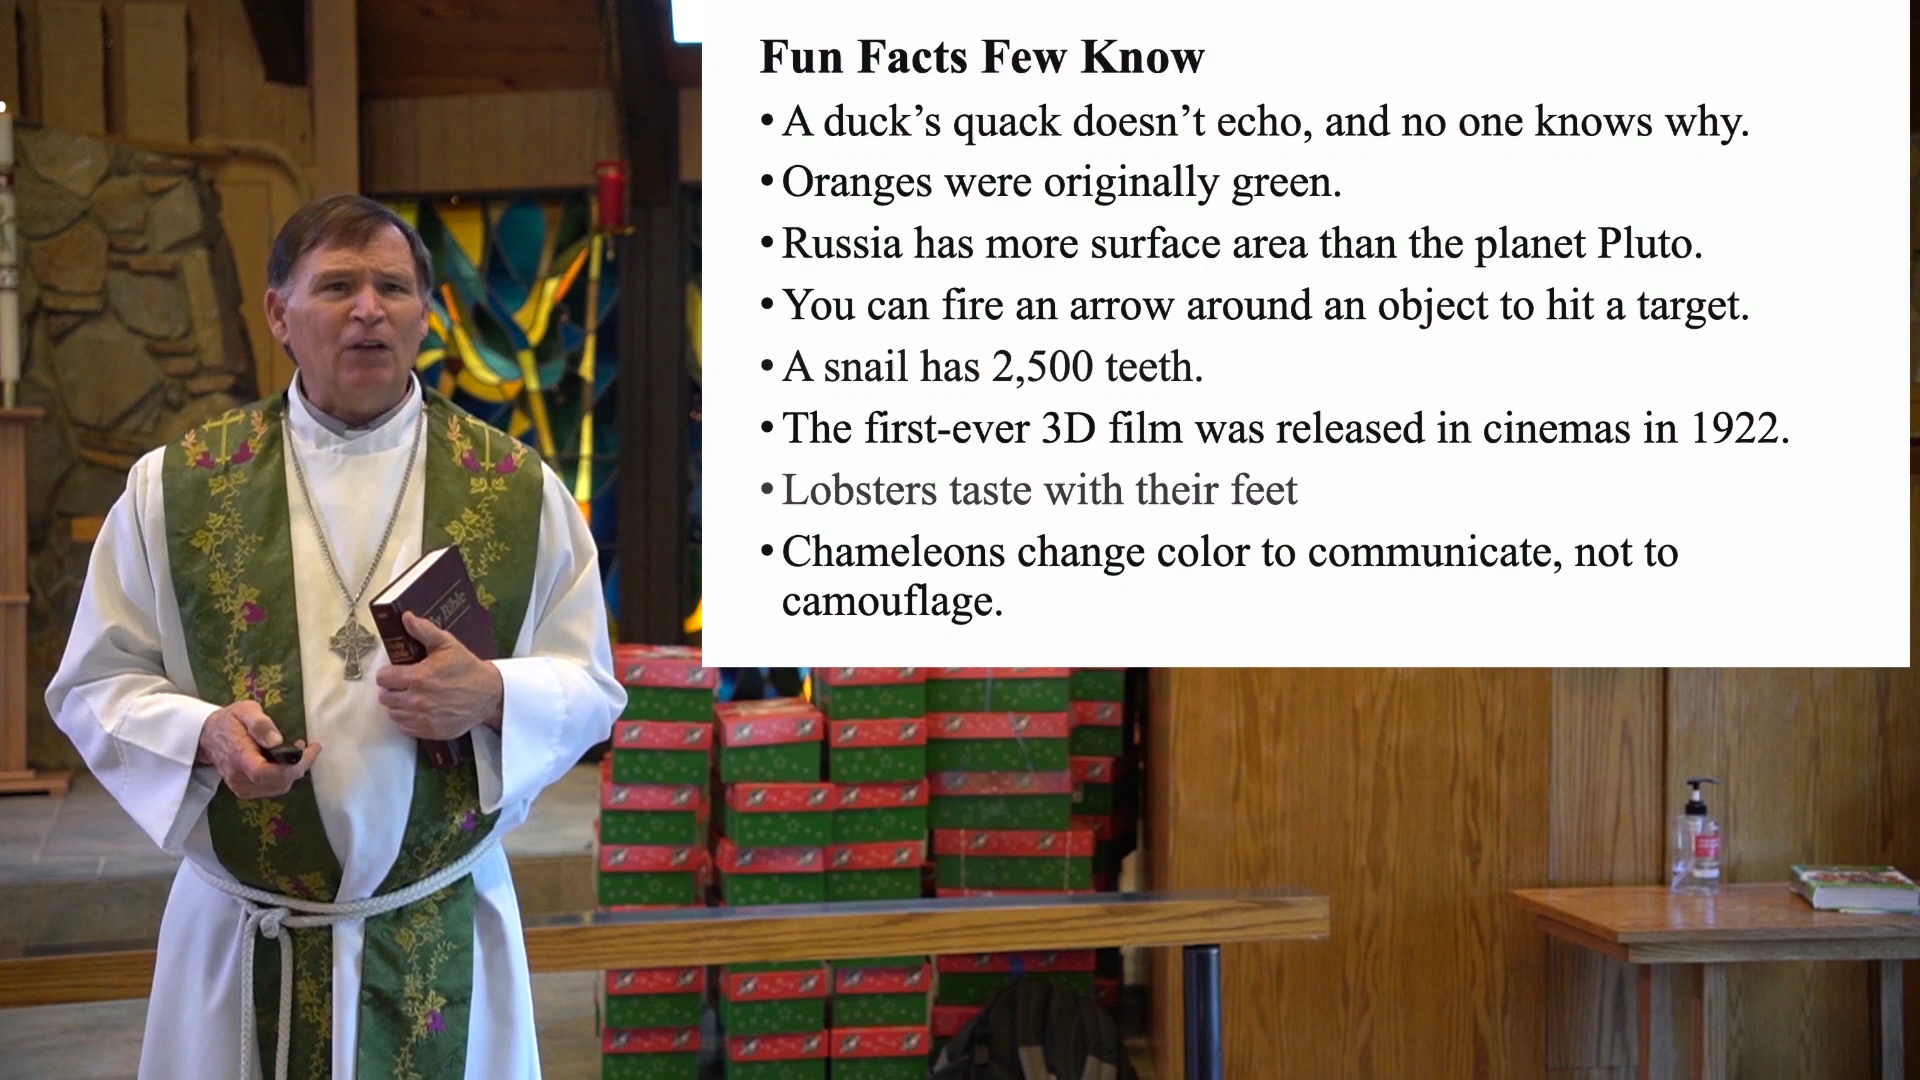 Fun Facts Few Know
• A duck’s quack doesn’t echo, and no one knows why.
• Oranges were originally green.
• Russia has more surface area than the planet Pluto.
• You can fire an arrow around an object to hit a target.
• A snail has 2,500 teeth.
• The first-ever 3D film was released in cinemas in 1922.
• Lobsters taste with their feet
• Chameleons change color to communicate, not to
camouflage.
Bible